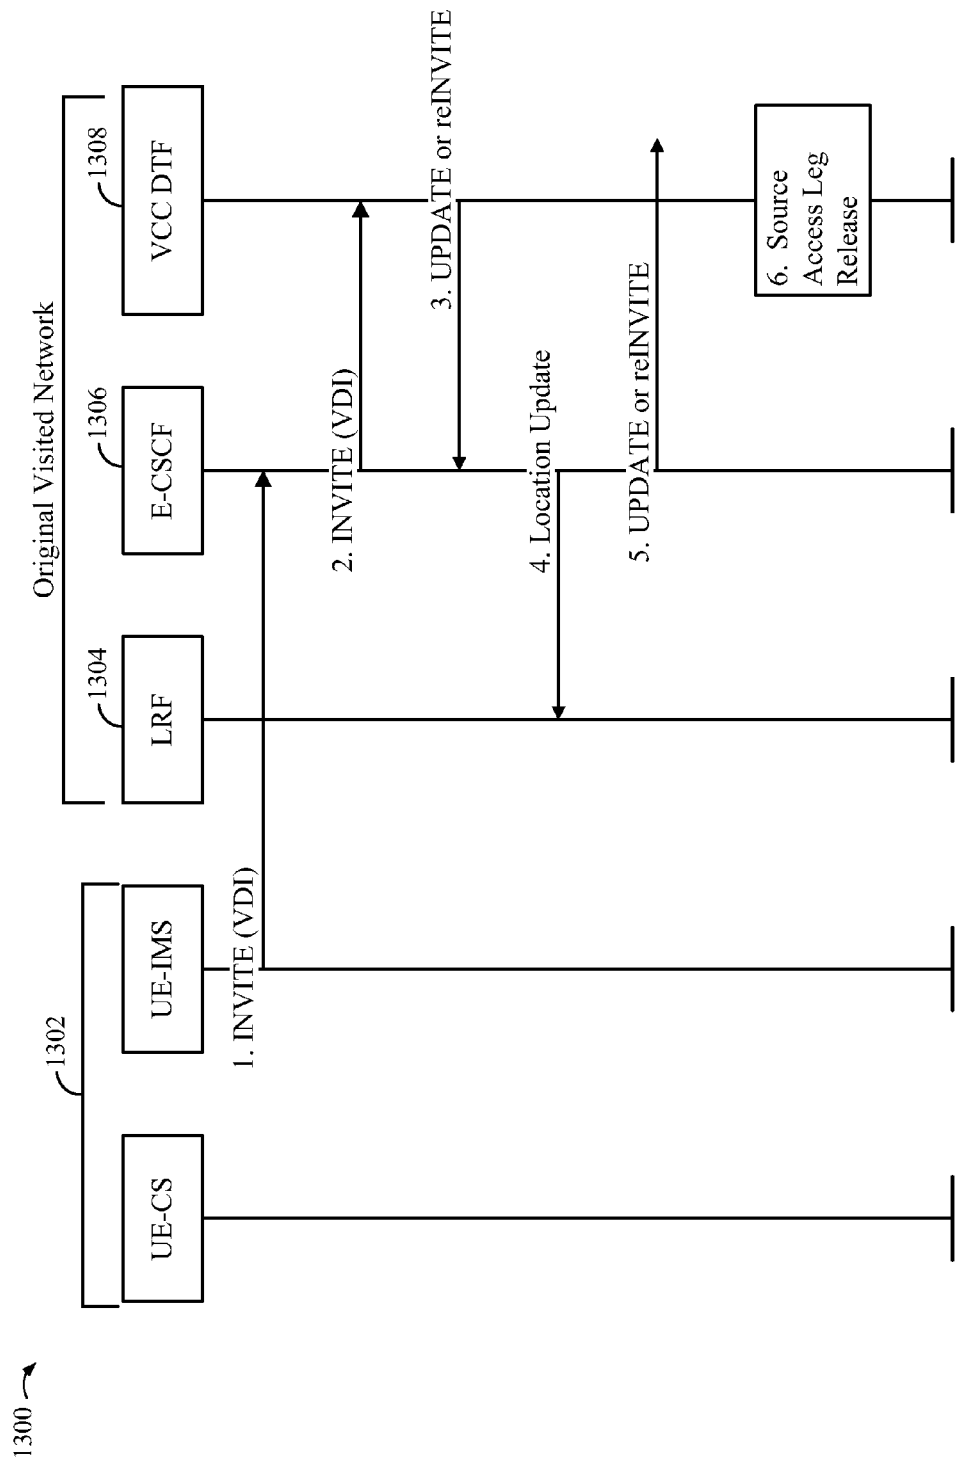 1300
1302
Original Visited Network
1304
1306
1308
UE-CS
UE-IMS
LRF
E-CSCF
VCC DTF
1. INVITE (VDI)
2. INVITE (VDI)
3. UPDATE or reINVITE
4. Location Update
5. UPDATE or reINVITE
6. Source
Access Leg
Release